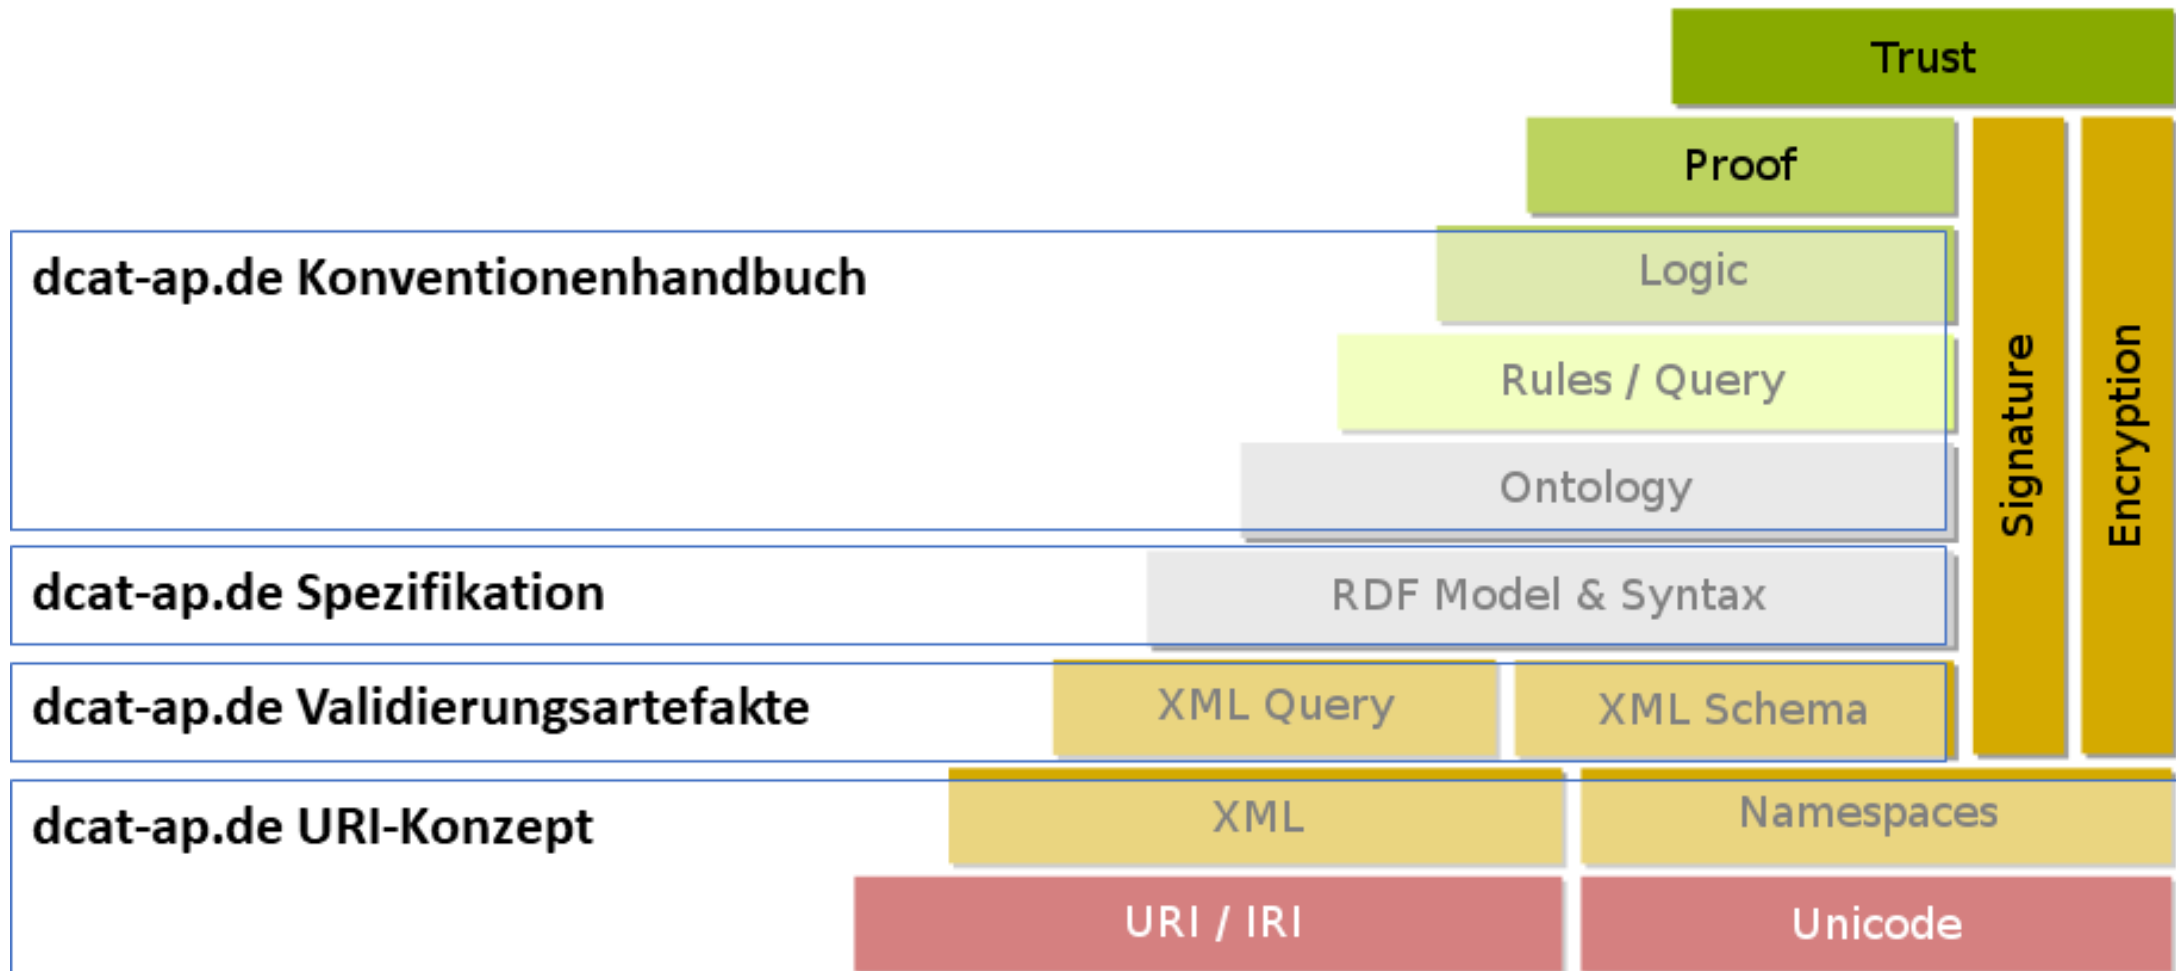 Trust
Proof
dcat-ap.de Konventionenhandbuch
Logic
Rules / Query
Ontology
Signature
Encryption
dcat-ap.de Spezifikation
RDF Model & Syntax
dcat-ap.de Validierungsartefakte
XML Query
XML Schema
dcat-ap.de URI-Konzept
XML
Namespaces
URI / IRI
Unicode